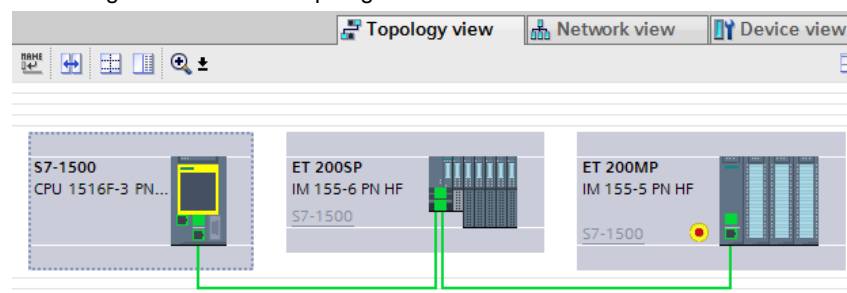 Topology view
Network view
Device view
NAME
S7-1500
CPU 1516F-3 PN...
ET 200SP
IM 155-6 PN HF
S7-1500
ET 200MP
IM 155-5 PN HF
S7-1500